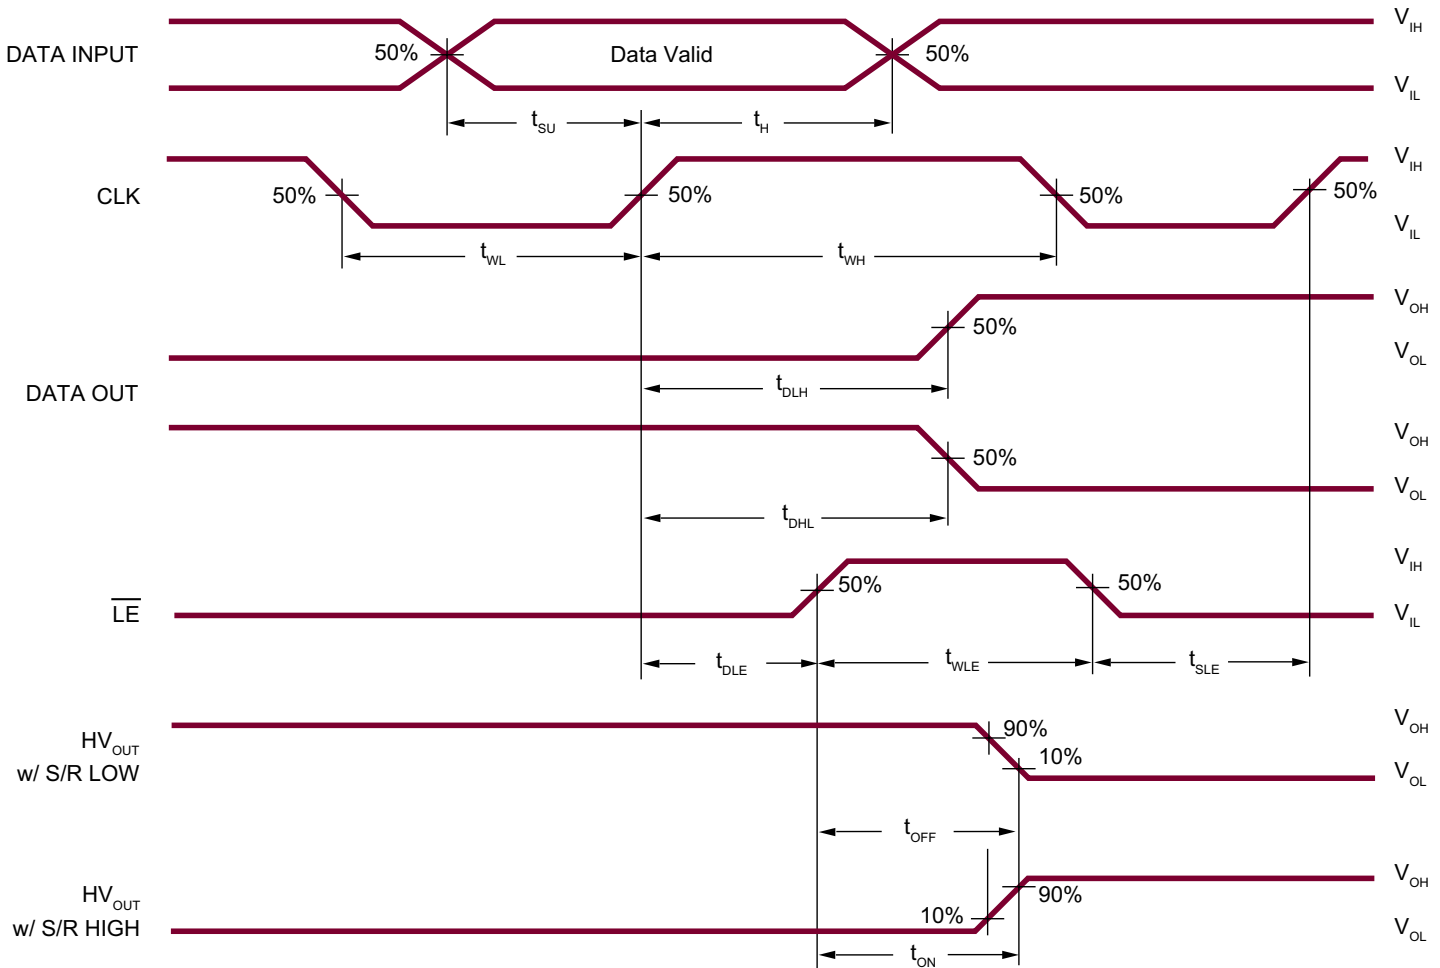 V_IH
DATA INPUT 50% Data Valid 50%
V_IL
t_SU t_H
V_IH
CLK 50% 50% 50% 50%
V_IL
t_WL t_WH
V_OH
50%
V_OL
DATA OUT
t_DLH
V_OH
50%
V_OL
t_DHL
V_IH
50% 50%
L̅E̅
V_IL
t_DLE t_WLE t_SLE
V_OH
HV_OUT 90%
w/ S/R LOW 10%
V_OL
t_OFF
V_OH
HV_OUT 90%
w/ S/R HIGH 10%
V_OL
t_ON